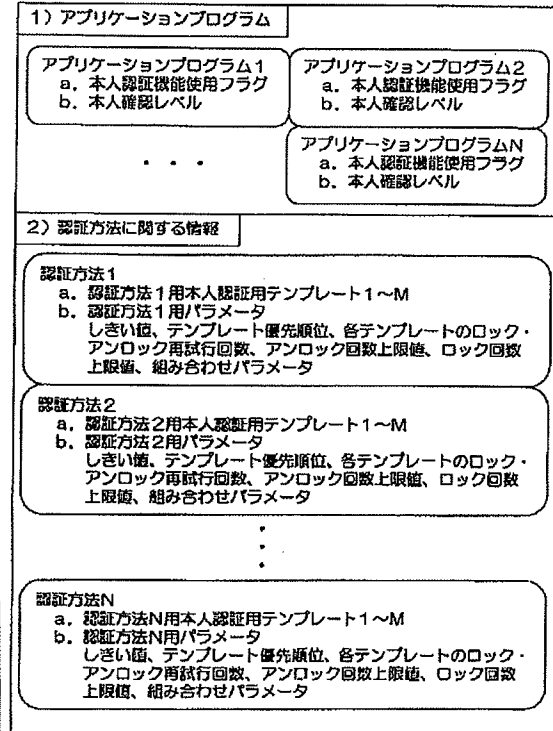 1）アプリケーションプログラム
アプリケーションプログラム1
a．本人認証機能使用フラグ
b．本人確認レベル
アプリケーションプログラム2
a．本人認証機能使用フラグ
b．本人確認レベル
・・・
アプリケーションプログラムN
a．本人認証機能使用フラグ
b．本人確認レベル
2）認証方法に関する情報
認証方法1
a．認証方法1用本人認証用テンプレート1～M
b．認証方法1用パラメータ
しきい値、テンプレート優先順位、各テンプレートのロック・
アンロック再試行回数、アンロック回数上限値、ロック回数
上限値、組み合わせパラメータ
認証方法2
a．認証方法2用本人認証用テンプレート1～M
b．認証方法2用パラメータ
しきい値、テンプレート優先順位、各テンプレートのロック・
アンロック再試行回数、アンロック回数上限値、ロック回数
上限値、組み合わせパラメータ
認証方法N
a．認証方法N用本人認証用テンプレート1～M
b．認証方法N用パラメータ
しきい値、テンプレート優先順位、各テンプレートのロック・
アンロック再試行回数、アンロック回数上限値、ロック回数
上限値、組み合わせパラメータ